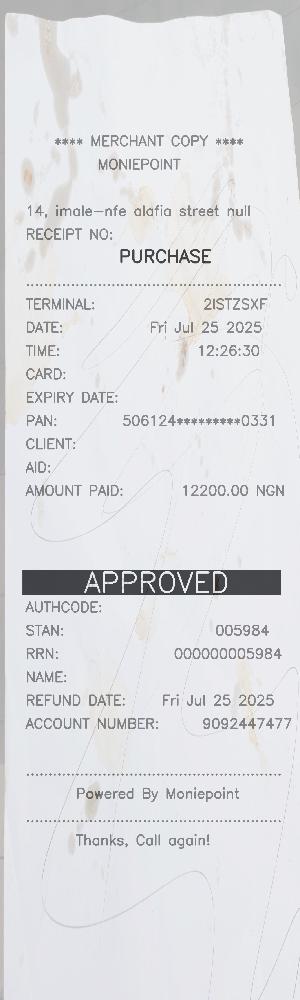 **** MERCHANT COPY ****
MONIEPOINT
14, imale-nfe alafia street null
RECEIPT NO:
PURCHASE
TERMINAL: 2ISTZSXF
DATE: Fri Jul 25 2025
TIME: 12:26:30
CARD:
EXPIRY DATE:
PAN: 506124*********0331
CLIENT:
AID:
AMOUNT PAID: 12200.00 NGN
APPROVED
AUTHCODE:
STAN: 005984
RRN: 000000005984
NAME:
REFUND DATE: Fri Jul 25 2025
ACCOUNT NUMBER: 9092447477
Powered By Moniepoint
Thanks, Call again!